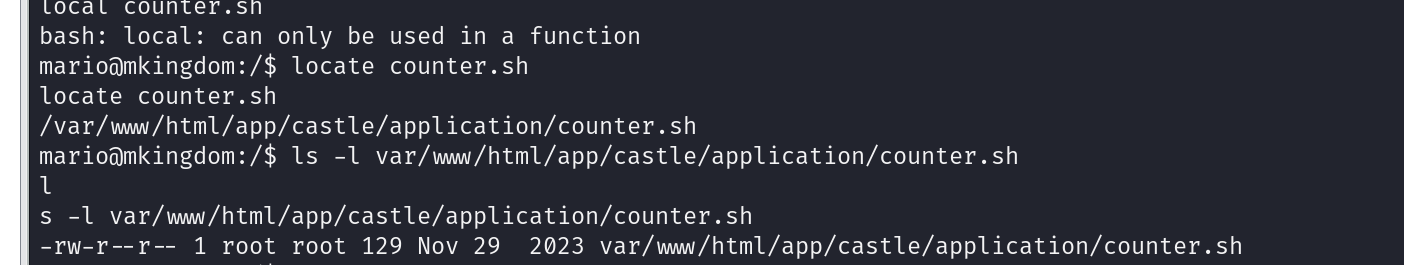 local counter.sh
bash: local: can only be used in a function
mario@mkingdom:/$ locate counter.sh
locate counter.sh
/var/www/html/app/castle/application/counter.sh
mario@mkingdom:/$ ls -l var/www/html/app/castle/application/counter.sh
l
s -l var/www/html/app/castle/application/counter.sh
-rw-r--r-- 1 root root 129 Nov 29  2023 var/www/html/app/castle/application/counter.sh